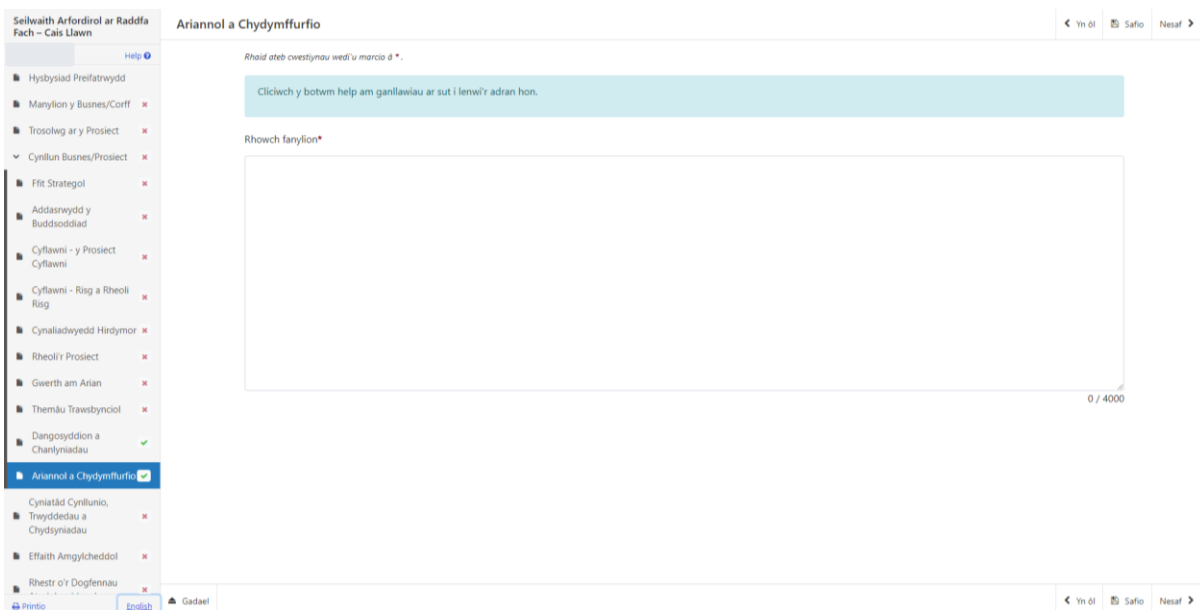 Seilwaith Arfordirol ar Raddfa
Fach – Cais Llawn
Help
Hysbysiad Preifatrwydd
Manylion y Busnes/Corff
Trosolwg ar y Prosiect
Cynllun Busnes/Prosiect
Ffit Strategol
Addasrwydd y
Buddsoddiad
Cyflawni - y Prosiect
Cyflawni
Cyflawni - Risg a Rheoli
Risg
Cynaliadwyedd Hirdymor
Rheoli'r Prosiect
Gwerth am Arian
Themâu Trawsbynciol
Dangosyddion a
Chanlyniadau
Ariannol a Chydymffurfio
Cyniatâd Cynllunio,
Trwyddedau a
Chydsyniadau
Effaith Amgylcheddol
Rhestr o'r Dogfennau
Printio
English
Ariannol a Chydymffurfio
Yn ôl
Safio
Nesaf
Rhaid ateb cwestiynau wedi'u marcio â *.
Cliciwch y botwm help am ganllawiau ar sut i lenwi'r adran hon.
Rhowch fanylion*
0 / 4000
Gadael
Yn ôl
Safio
Nesaf